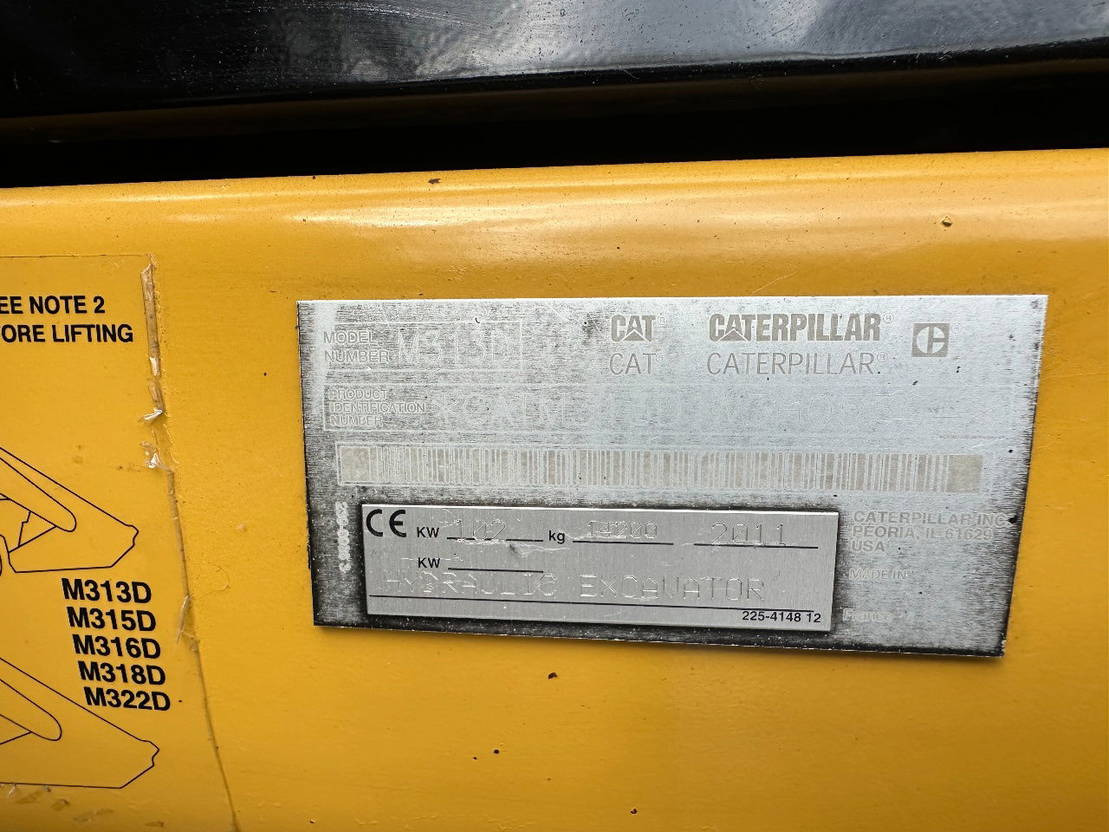 EE NOTE 2
ORE LIFTING
M313D
M315D
M316D
M318D
M322D
MODEL NUMBER M313D
CAT CATERPILLAR®
CAT CATERPILLAR®
PRODUCT IDENTIFICATION NUMBER
CE KW 102 kg 14200 2011
KW
HYDRAULIC EXCAVATOR
225-4148 12
CATERPILLAR INC.
PEORIA, IL 61629
USA
MADE IN
France